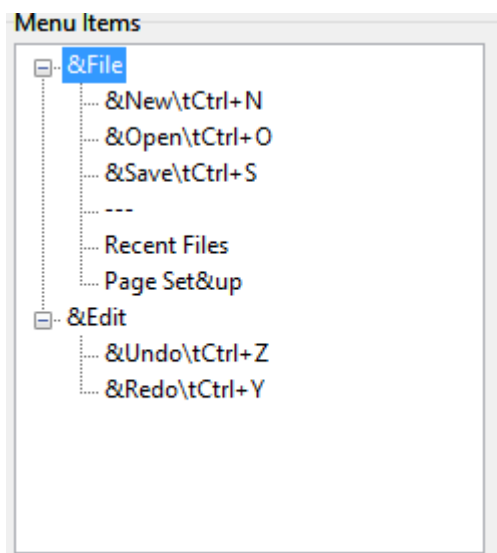 Menu Items
&File
&New\tCtrl+N
&Open\tCtrl+O
&Save\tCtrl+S
---
Recent Files
Page Set&up
&Edit
&Undo\tCtrl+Z
&Redo\tCtrl+Y